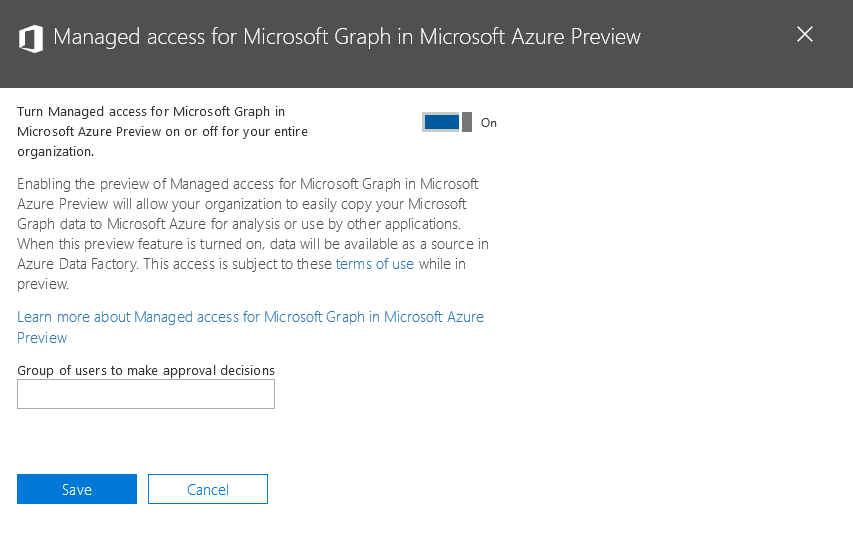 Managed access for Microsoft Graph in Microsoft Azure Preview
Turn Managed access for Microsoft Graph in
Microsoft Azure Preview on or off for your entire
organization.
On
Enabling the preview of Managed access for Microsoft Graph in Microsoft
Azure Preview will allow your organization to easily copy your Microsoft
Graph data to Microsoft Azure for analysis or use by other applications.
When this preview feature is turned on, data will be available as a source in
Azure Data Factory. This access is subject to these terms of use while in
preview.
Learn more about Managed access for Microsoft Graph in Microsoft Azure
Preview
Group of users to make approval decisions
Save
Cancel